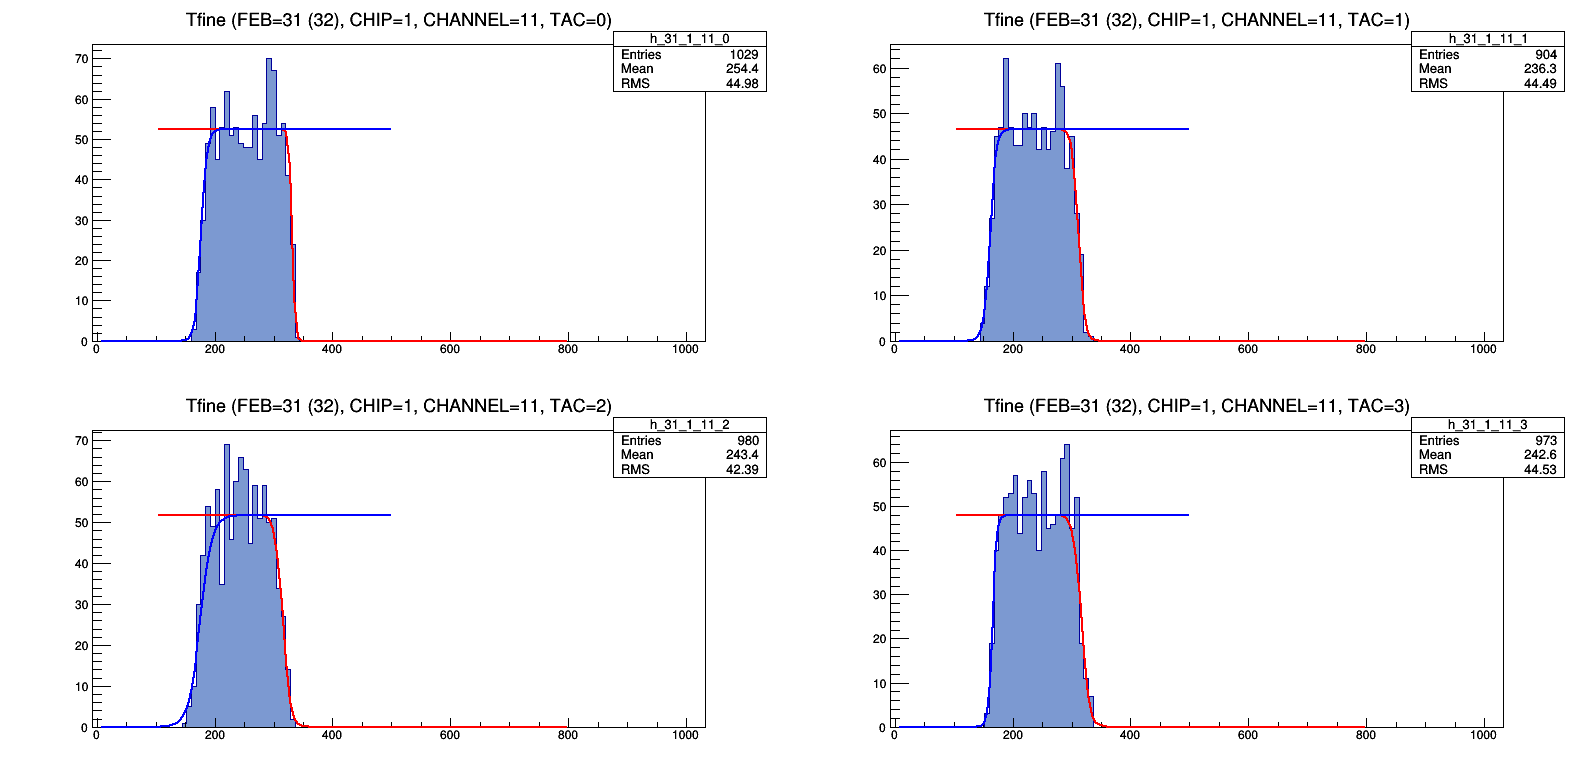 Tfine (FEB=31 (32), CHIP=1, CHANNEL=11, TAC=0)
h_31_1_11_0
Entries 1029
Mean 254.4
RMS 44.98
70
60
50
40
30
20
10
0
0 200 400 600 800 1000
Tfine (FEB=31 (32), CHIP=1, CHANNEL=11, TAC=1)
h_31_1_11_1
Entries 904
Mean 236.3
RMS 44.49
60
50
40
30
20
10
0
0 200 400 600 800 1000
Tfine (FEB=31 (32), CHIP=1, CHANNEL=11, TAC=2)
h_31_1_11_2
Entries 980
Mean 243.4
RMS 42.39
70
60
50
40
30
20
10
0
0 200 400 600 800 1000
Tfine (FEB=31 (32), CHIP=1, CHANNEL=11, TAC=3)
h_31_1_11_3
Entries 973
Mean 242.6
RMS 44.53
60
50
40
30
20
10
0
0 200 400 600 800 1000